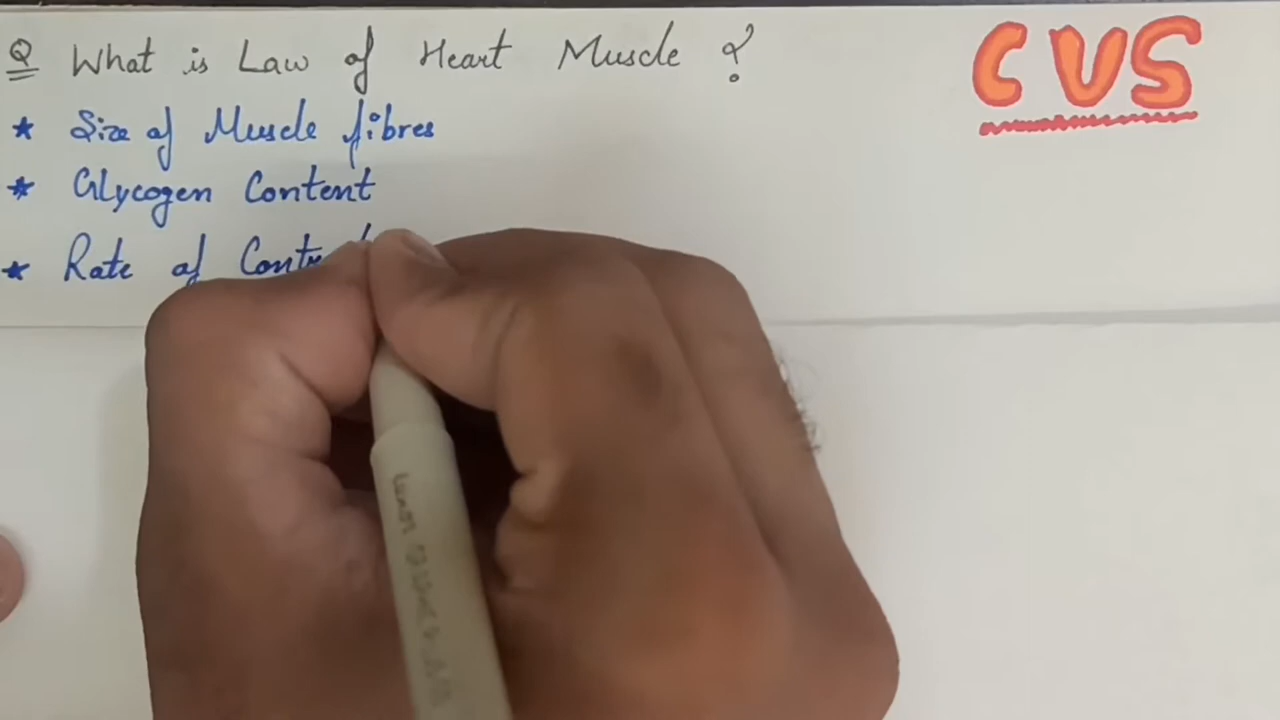 Q What is Law of Heart Muscle ?
CVS
* Size of Muscle fibres
* Glycogen Content
* Rate of